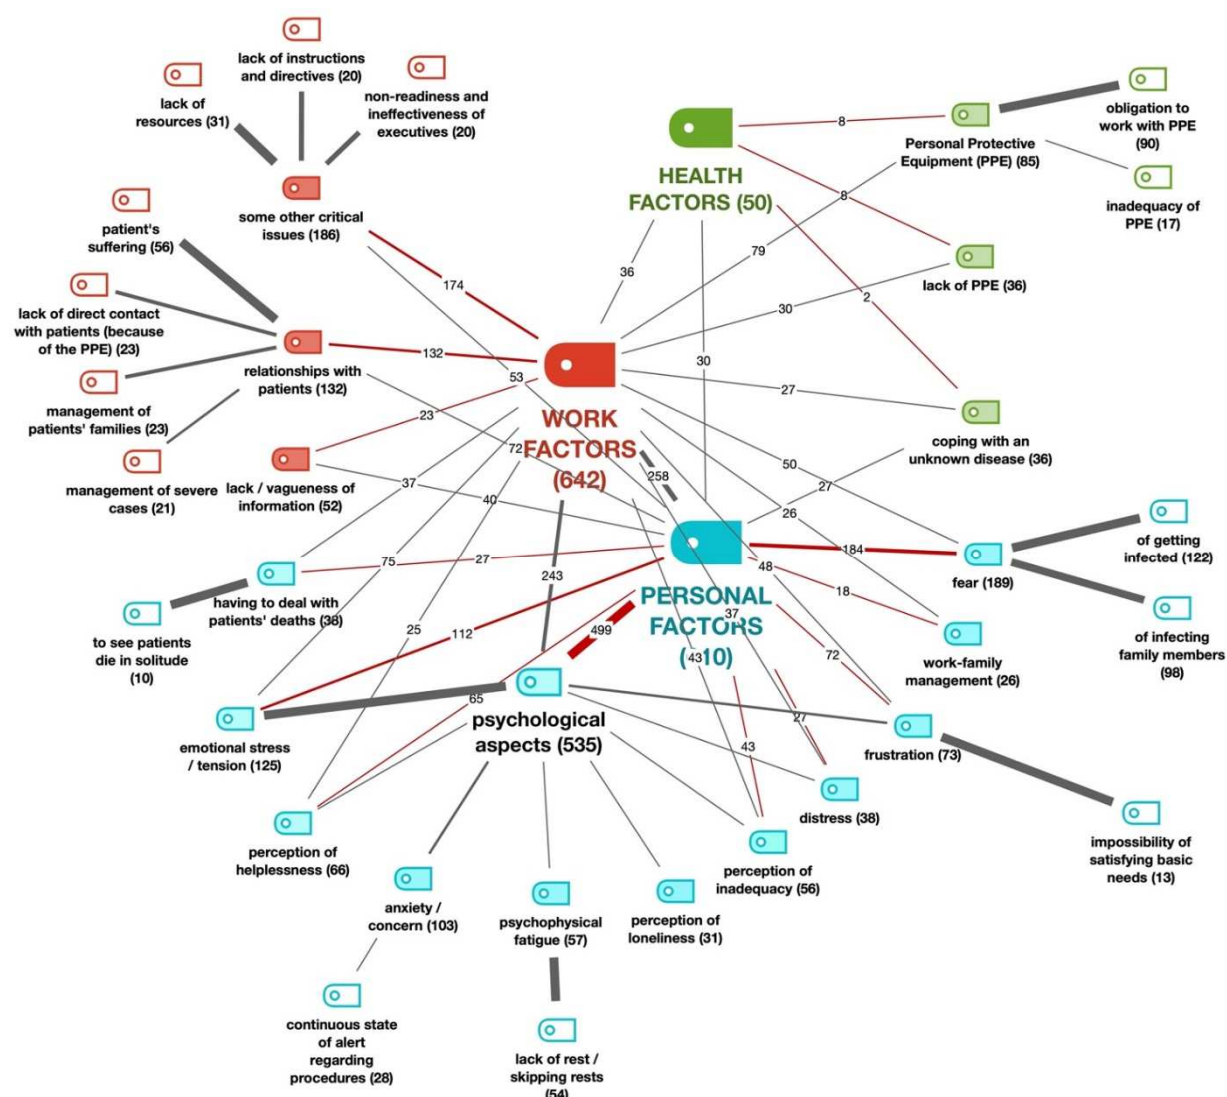 lack of instructions
and directives (20)
lack of
resources (31)
non-readiness and
ineffectiveness of
executives (20)
some other critical
issues (186)
patient's
suffering (56)
lack of direct contact
with patients (because
of the PPE) (23)
relationships with
patients (132)
management of
patients' families (23)
management of severe
cases (21)
lack / vagueness of
information (52)
HEALTH
FACTORS (50)
Personal Protective
Equipment (PPE) (85)
obligation to
work with PPE
(90)
inadequacy of
PPE (17)
lack of PPE (36)
coping with an
unknown disease (36)
WORK
FACTORS
(642)
PERSONAL
FACTORS
10)
fear (189)
of getting
infected (122)
of infecting
family members
(98)
work-family
management (26)
frustration (73)
impossibility of
satisfying basic
needs (13)
distress (38)
perception of
inadequacy (56)
perception of
loneliness (31)
psychophysical
fatigue (57)
lack of rest /
skipping rests
(54)
anxiety /
concern (103)
continuous state
of alert
regarding
procedures (28)
perception of
helplessness (66)
emotional stress
/ tension (125)
psychological
aspects (535)
having to deal with
patients' deaths (38)
to see patients
die in solitude
(10)
8
8
2
36
79
30
30
27
174
132
23
53
72
40
37
75
25
27
112
65
243
499
258
50
27
26
184
18
48
72
37
43
43
27